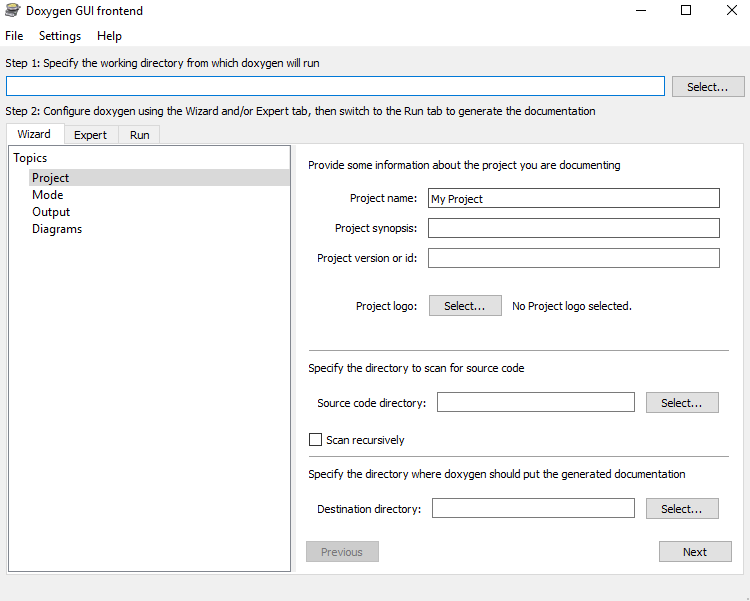 Doxygen GUI frontend
File Settings Help
Step 1: Specify the working directory from which doxygen will run
Select...
Step 2: Configure doxygen using the Wizard and/or Expert tab, then switch to the Run tab to generate the documentation
Wizard Expert Run
Topics
Project
Mode
Output
Diagrams
Provide some information about the project you are documenting
Project name: My Project
Project synopsis:
Project version or id:
Project logo: Select... No Project logo selected.
Specify the directory to scan for source code
Source code directory: Select...
Scan recursively
Specify the directory where doxygen should put the generated documentation
Destination directory: Select...
Previous Next